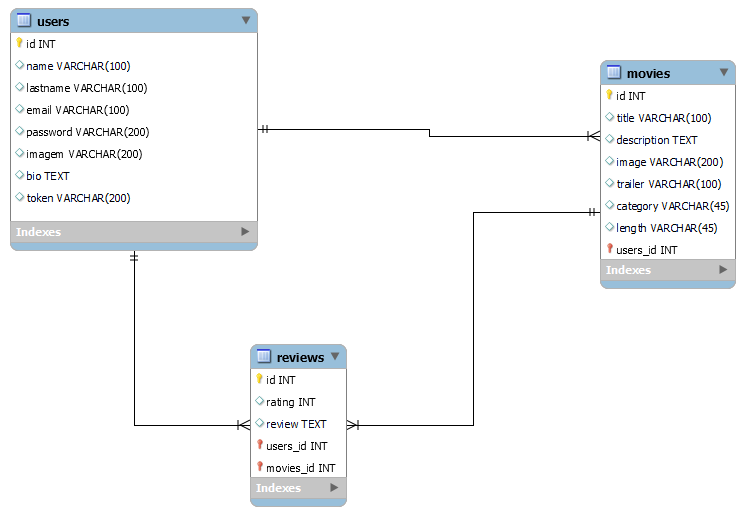 users
id INT
name VARCHAR(100)
lastname VARCHAR(100)
email VARCHAR(100)
password VARCHAR(200)
imagem VARCHAR(200)
bio TEXT
token VARCHAR(200)
Indexes
movies
id INT
title VARCHAR(100)
description TEXT
image VARCHAR(200)
trailer VARCHAR(100)
category VARCHAR(45)
length VARCHAR(45)
users_id INT
Indexes
reviews
id INT
rating INT
review TEXT
users_id INT
movies_id INT
Indexes